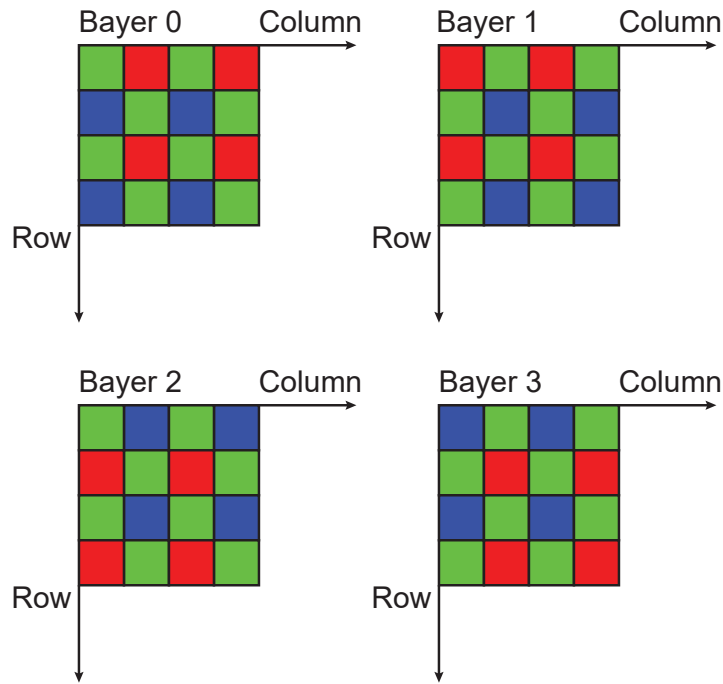 Bayer 0 Column
Bayer 1 Column
Row
Row
Bayer 2 Column
Bayer 3 Column
Row
Row